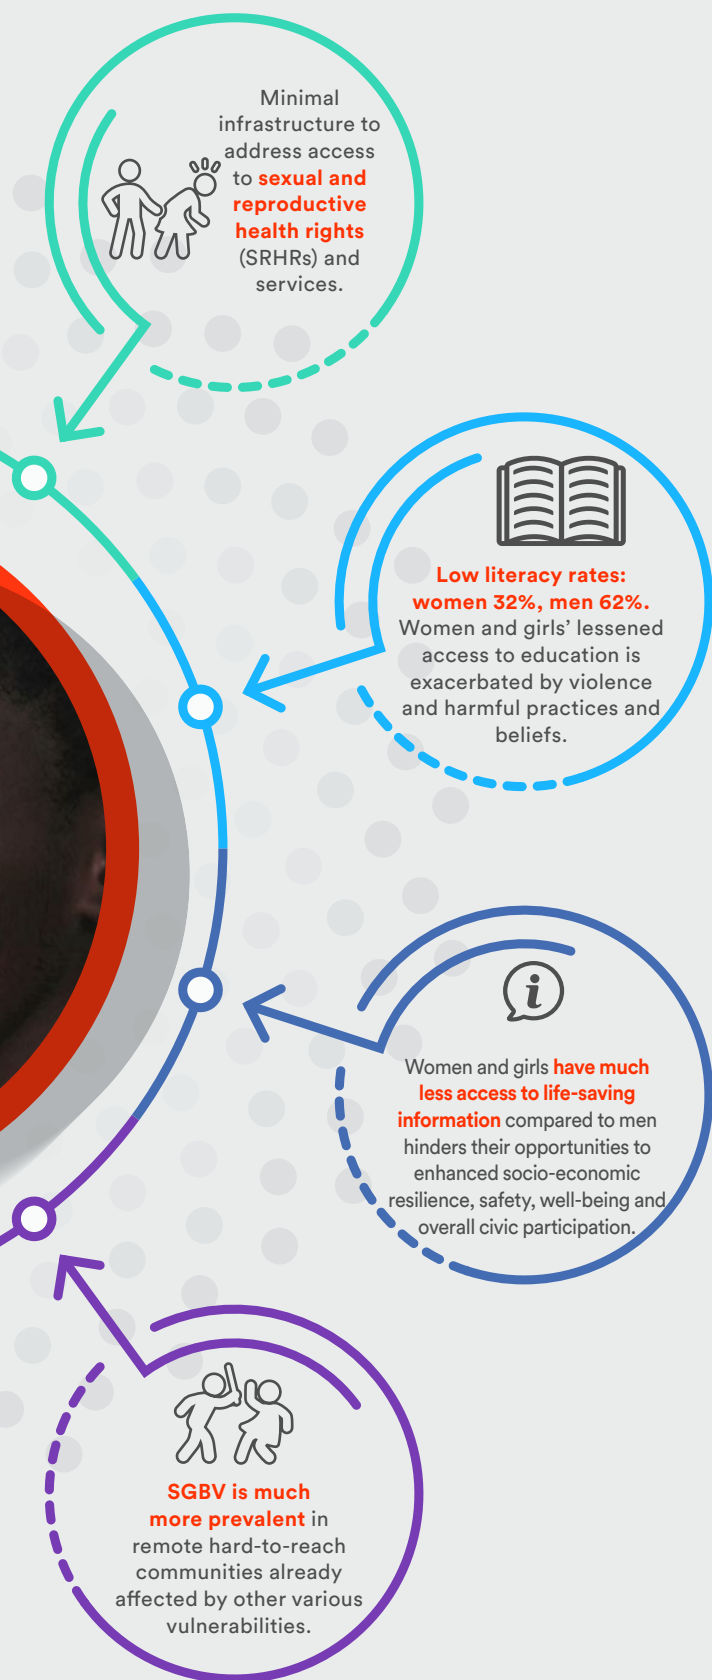 Minimal
infrastructure to
address access
to sexual and
reproductive
health rights
(SRHRs) and
services.
Low literacy rates:
women 32%, men 62%.
Women and girls’ lessened
access to education is
exacerbated by violence
and harmful practices and
beliefs.
i
Women and girls have much
less access to life-saving
information compared to men
hinders their opportunities to
enhanced socio-economic
resilience, safety, well-being and
overall civic participation.
SGBV is much
more prevalent in
remote hard-to-reach
communities already
affected by other various
vulnerabilities.